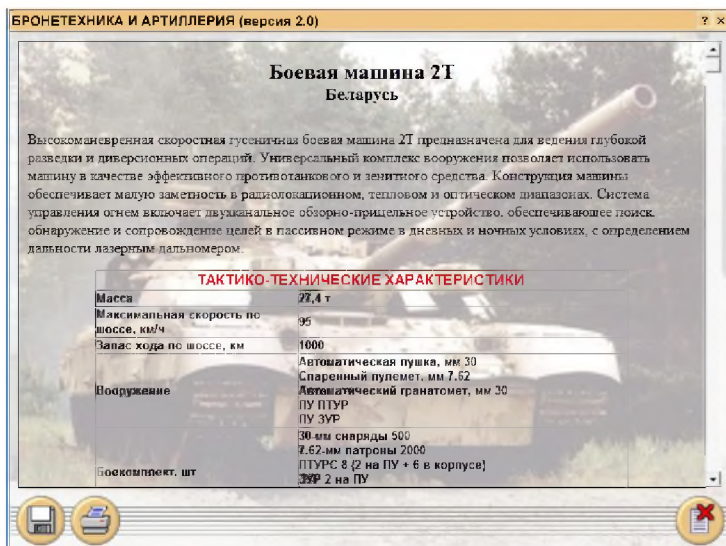 БРОНЕТЕХНИКА И АРТИЛЛЕРИЯ (версия 2.0)
Боевая машина 2Т
Беларусь
Высокоманевренная скоростная гусеничная боевая машина 2Т предназначена для ведения глубокой
разведки и диверсионных операций. Универсальный комплекс вооружения позволяет использовать
машину в качестве эффективного противотанкового и зенитного средства. Конструкция машины
обеспечивает малую заметность в радиолокационном, тепловом и оптическом диапазонах. Система
управления огнем включает двухканальное обзорно-прицельное устройство, обеспечивающее поиск,
обнаружение и сопровождение целей в пассивном режиме в дневных и ночных условиях, с определением
дальности лазерным дальномером.
ТАКТИКО-ТЕХНИЧЕСКИЕ ХАРАКТЕРИСТИКИ
Масса 27,4 т
Максимальная скорость по
шоссе, км/ч 95
Запас хода по шоссе, км 1000
Автоматическая пушка, мм 30
Спаренный пулемет, мм 7.62
Вооружение Автоматический гранатомет, мм 30
ПУ ПТУР
ПУ ЗУР
30-мм снаряды 500
7.62-мм патроны 2000
ПТУРС 8 (2 на ПУ + 6 в корпусе)
Боекомплект, шт ЗУР 2 на ПУ